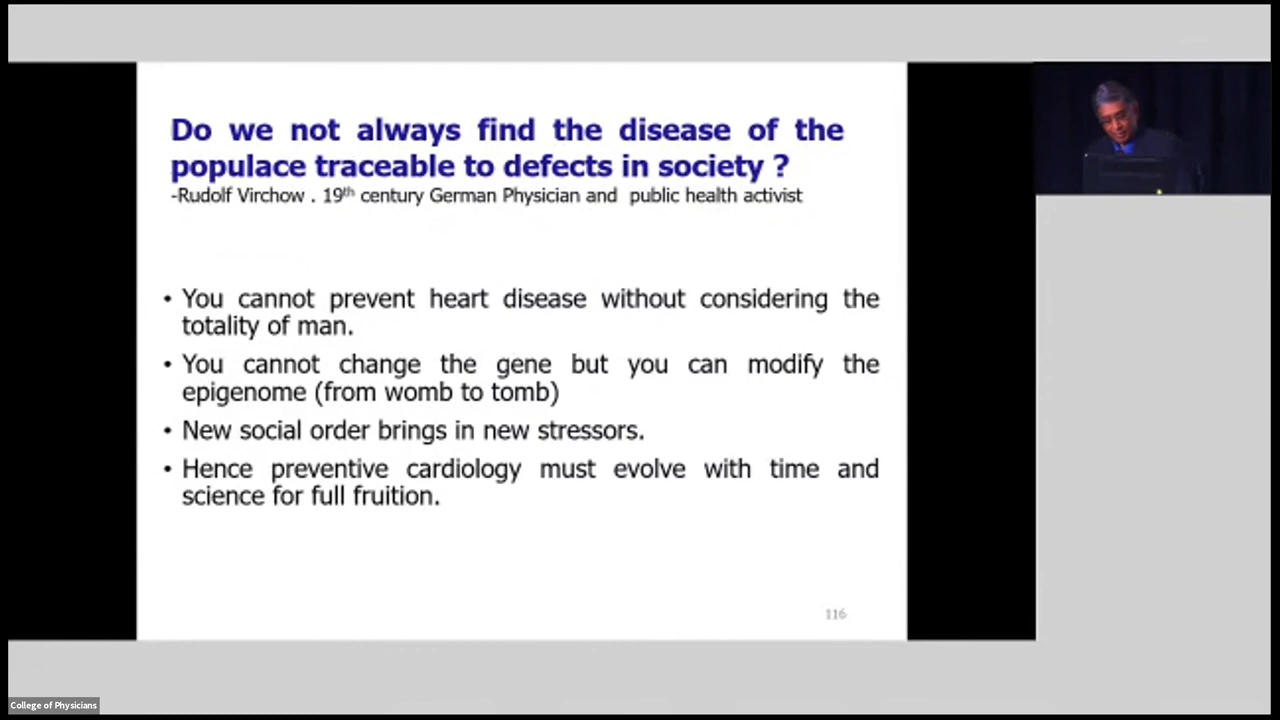 Do we not always find the disease of the
populace traceable to defects in society ?
-Rudolf Virchow . 19th century German Physician and public health activist
• You cannot prevent heart disease without considering the
totality of man.
• You cannot change the gene but you can modify the
epigenome (from womb to tomb)
• New social order brings in new stressors.
• Hence preventive cardiology must evolve with time and
science for full fruition.
116
College of Physicians